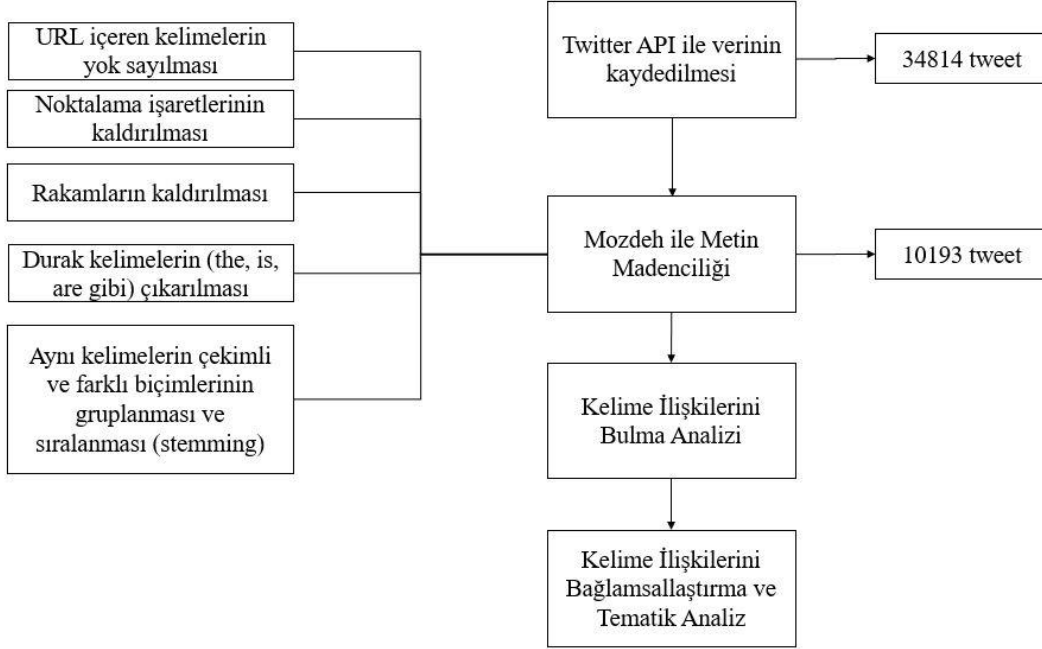 URL içeren kelimelerin
yok sayılması
Noktalama işaretlerinin
kaldırılması
Rakamların kaldırılması
Durak kelimelerin (the, is,
are gibi) çıkarılması
Aynı kelimelerin çekimli
ve farklı biçimlerinin
gruplanması ve
sıralanması (stemming)
Twitter API ile verinin
kaydedilmesi
34814 tweet
Mozdeh ile Metin
Madenciliği
10193 tweet
Kelime İlişkilerini
Bulma Analizi
Kelime İlişkilerini
Bağlamsallaştırma ve
Tematik Analiz